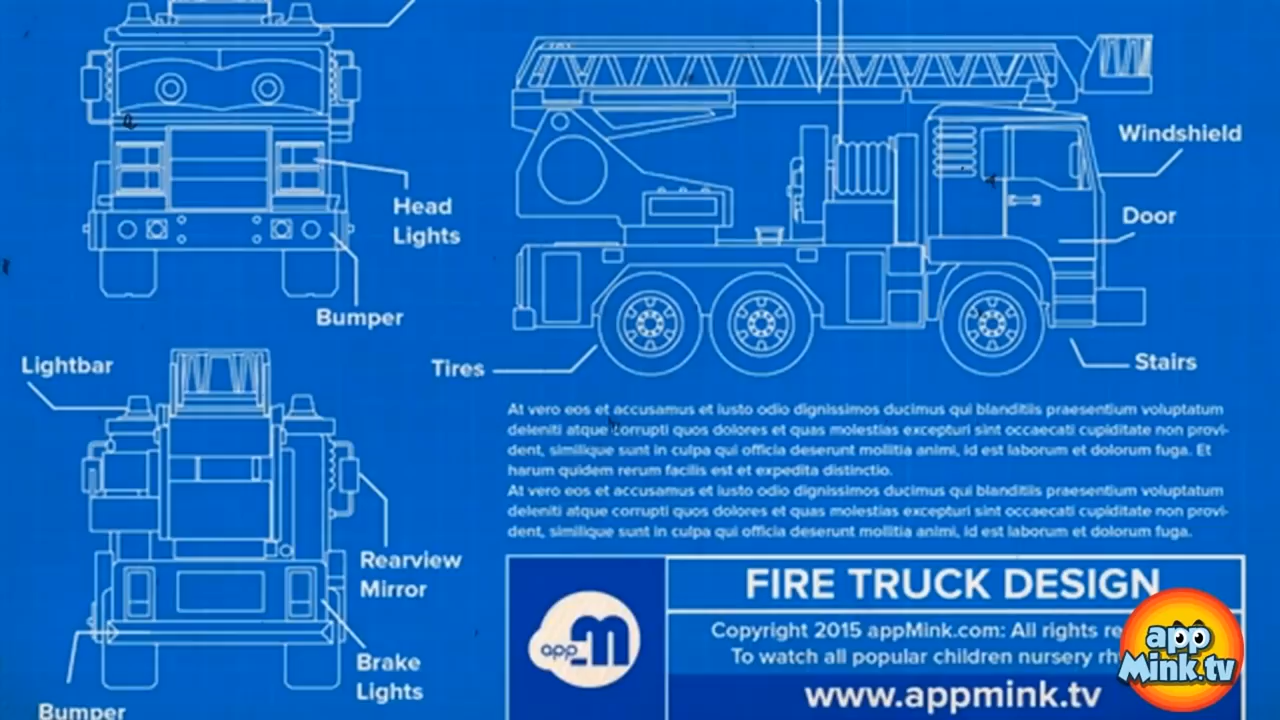 Windshield
Door
Head
Lights
Bumper
Lightbar
Tires
Stairs
At vero eos et accusamus et iusto odio dignissimos ducimus qui blanditiis praesentium voluptatum
deleniti atque corrupti quos dolores et quas molestias excepturi sint occaecati cupiditate non provi-
dent, similique sunt in culpa qui officia deserunt mollitia animi, id est laborum et dolorum fuga. Et
harum quidem rerum facilis est et expedita distinctio.
At vero eos et accusamus et iusto odio dignissimos ducimus qui blanditiis praesentium voluptatum
deleniti atque corrupti quos dolores et quas molestias excepturi sint occaecati cupiditate non provi-
dent, similique sunt in culpa qui officia deserunt mollitia animi, id est laborum et dolorum fuga.
Rearview
Mirror
Brake
Lights
Bumper
FIRE TRUCK DESIGN
Copyright 2015 appMink.com: All rights
To watch all popular children nursery
www.appmink.tv
app m
app
Mink.tv